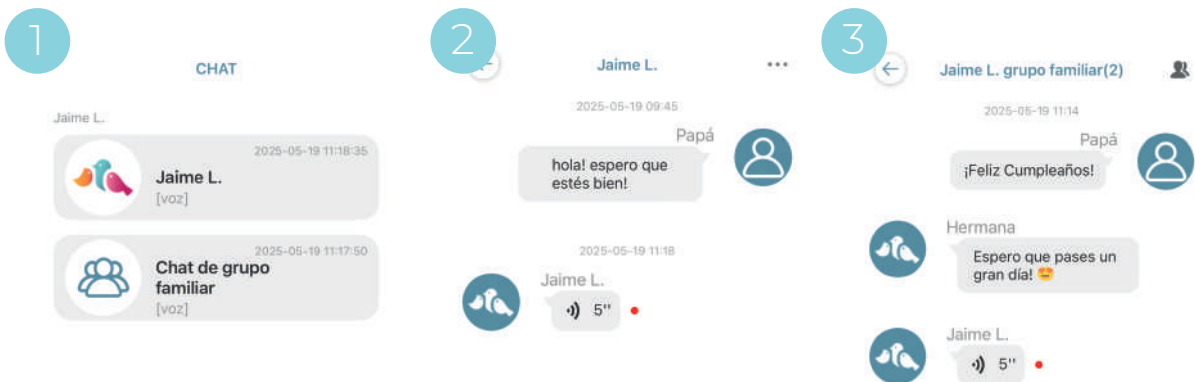 1
CHAT
Jaime L.
2025-05-19 11:18:35
Jaime L.
[voz]
2025-05-19 11:17:50
Chat de grupo
familiar
[voz]
2
Jaime L.
2025-05-19 09:45
Papá
hola! espero que
estés bien!
2025-05-19 11:18
Jaime L.
5"
3
Jaime L. grupo familiar(2)
2025-05-19 11:14
Papá
¡Feliz Cumpleaños!
Hermana
Espero que pases un
gran día! 😍
Jaime L.
5"